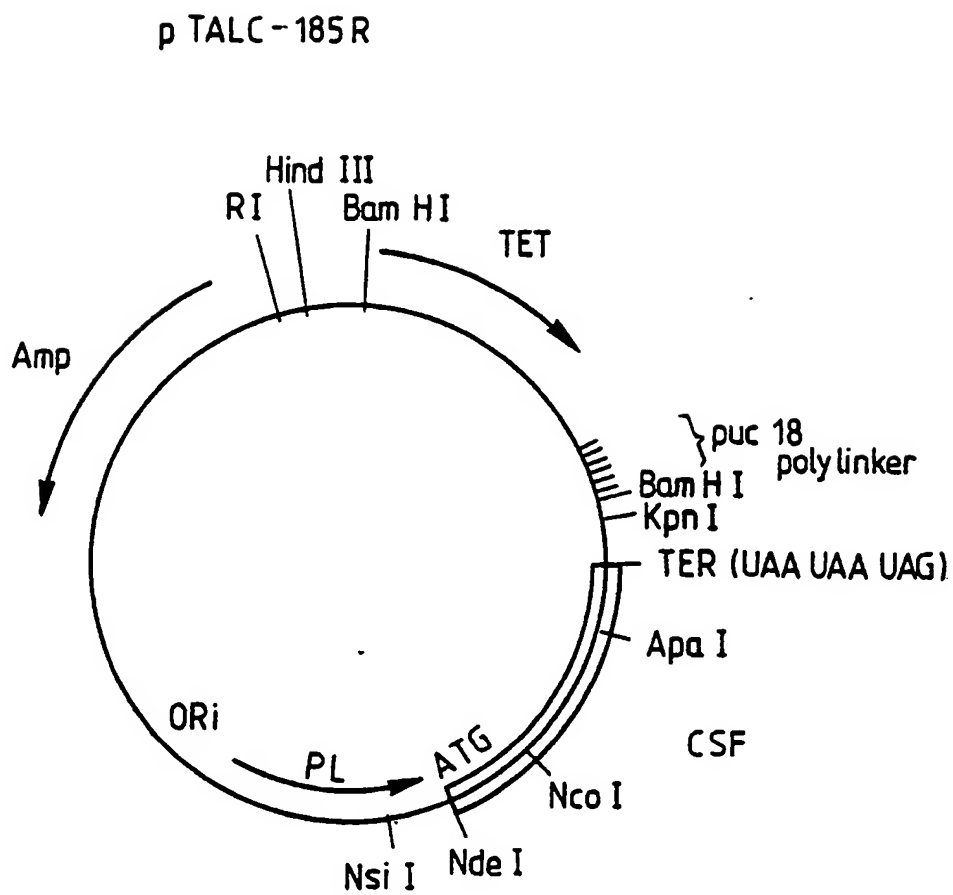 p TALC-185R
Hind III
RI
Bam HI
TET
Amp
puc 18
polylinker
Bam H I
Kpn I
TER (UAA UAA UAG)
Apa I
ORi
CSF
PL
ATG
Nco I
Nde I
Nsi I